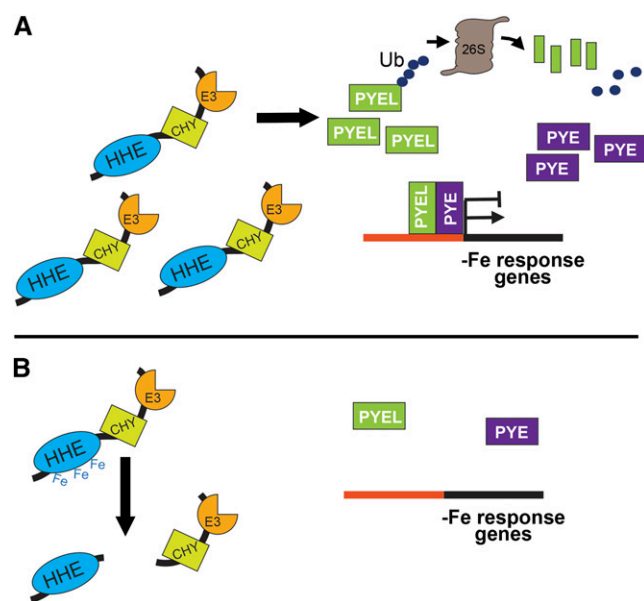 A
E3
CHY
HHE
E3
CHY
HHE
E3
CHY
HHE
Ub
26S
PYEL
PYEL
PYEL
PYE
PYE
PYE
PYEL
PYE
-Fe response
genes
B
E3
CHY
HHE
Fe
Fe
Fe
HHE
E3
CHY
PYEL
PYE
-Fe response
genes